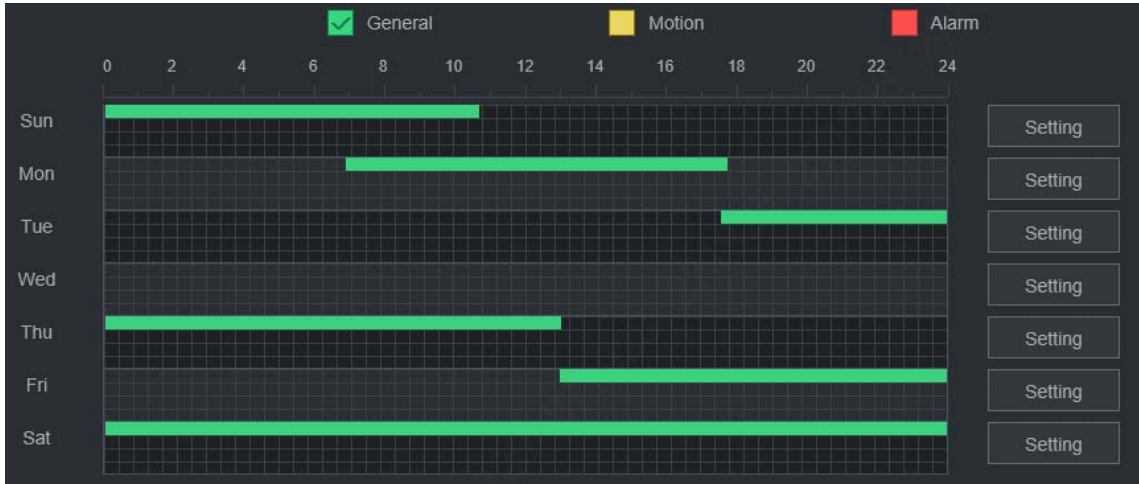 General Motion Alarm
0 2 4 6 8 10 12 14 16 18 20 22 24
Sun Setting
Mon Setting
Tue Setting
Wed Setting
Thu Setting
Fri Setting
Sat Setting